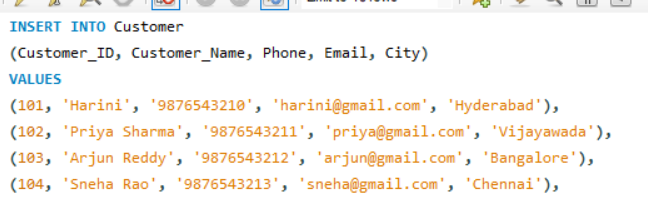 INSERT INTO Customer
(Customer_ID, Customer_Name, Phone, Email, City)
VALUES
(101, 'Harini', '9876543210', 'harini@gmail.com', 'Hyderabad'),
(102, 'Priya Sharma', '9876543211', 'priya@gmail.com', 'Vijayawada'),
(103, 'Arjun Reddy', '9876543212', 'arjun@gmail.com', 'Bangalore'),
(104, 'Sneha Rao', '9876543213', 'sneha@gmail.com', 'Chennai'),